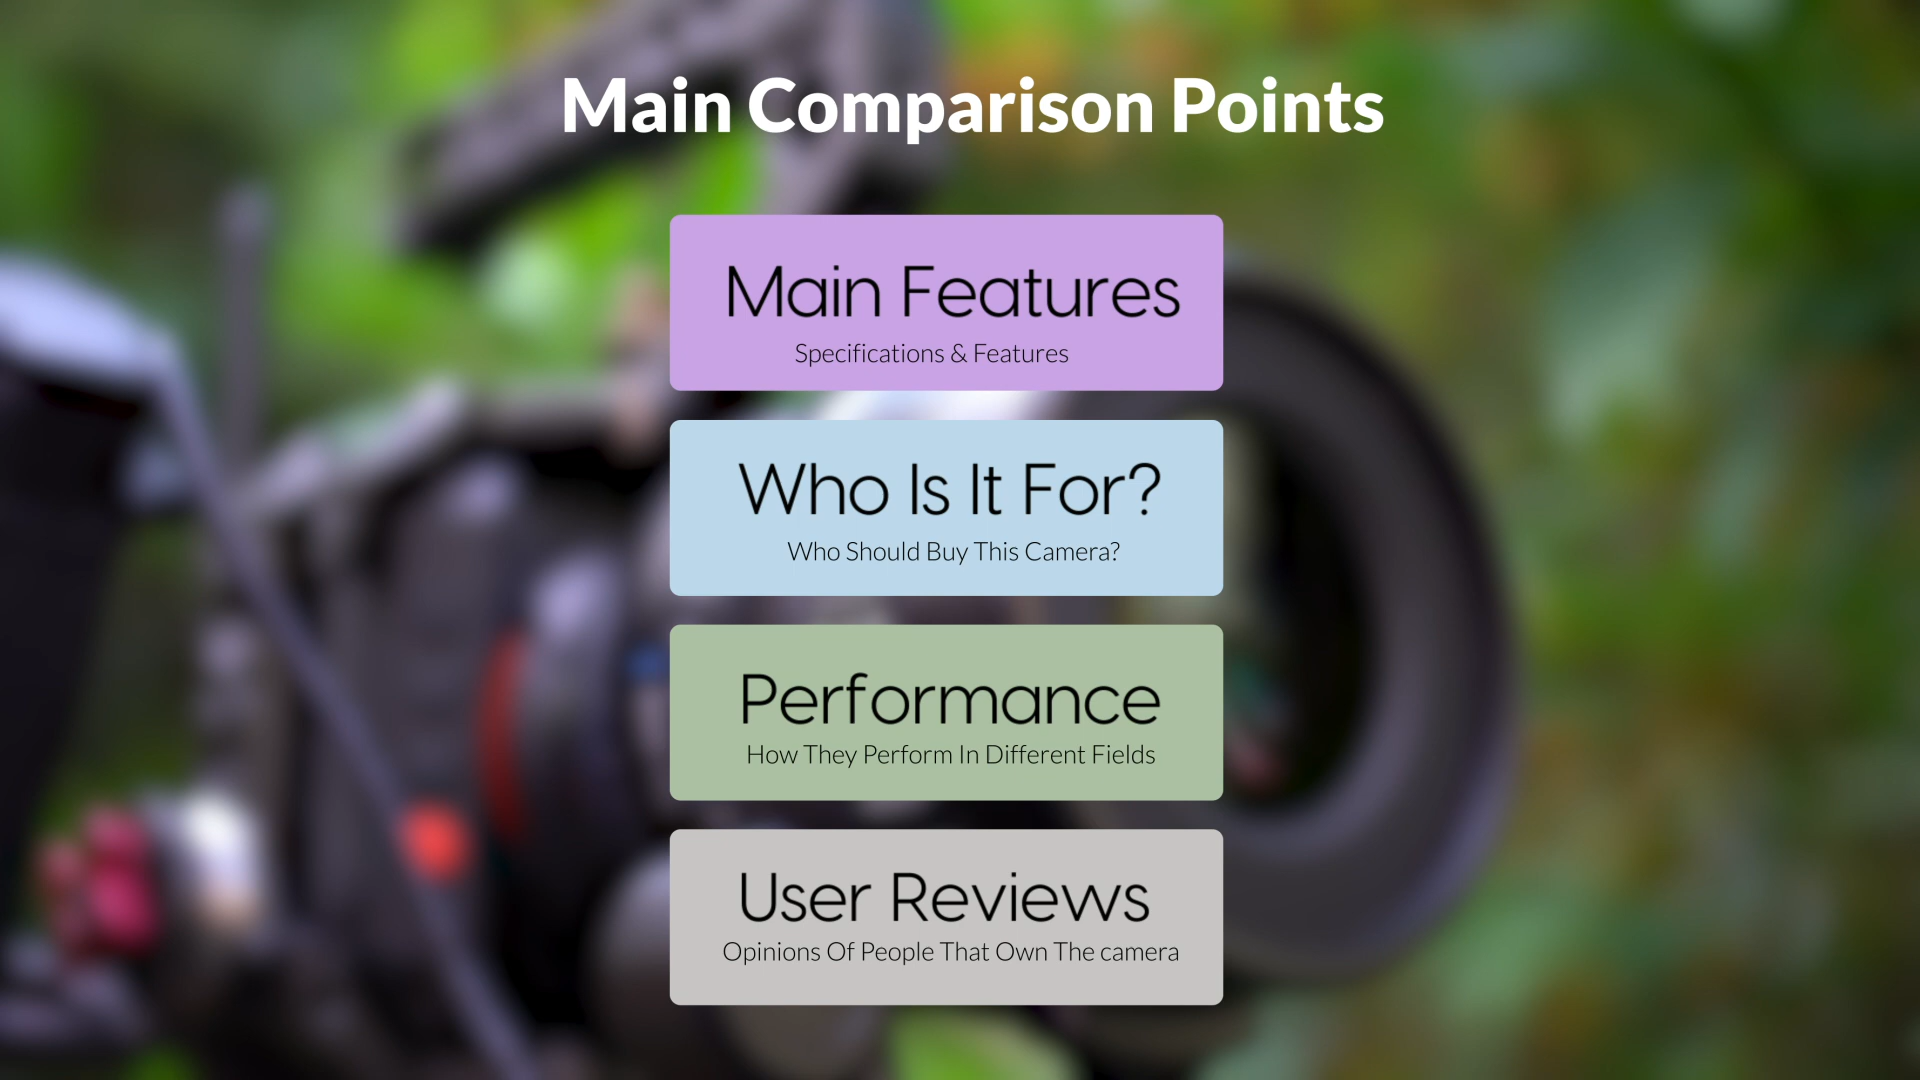 Main Comparison Points
Main Features
Specifications & Features
Who Is It For?
Who Should Buy This Camera?
Performance
How They Perform In Different Fields
User Reviews
Opinions Of People That Own The camera